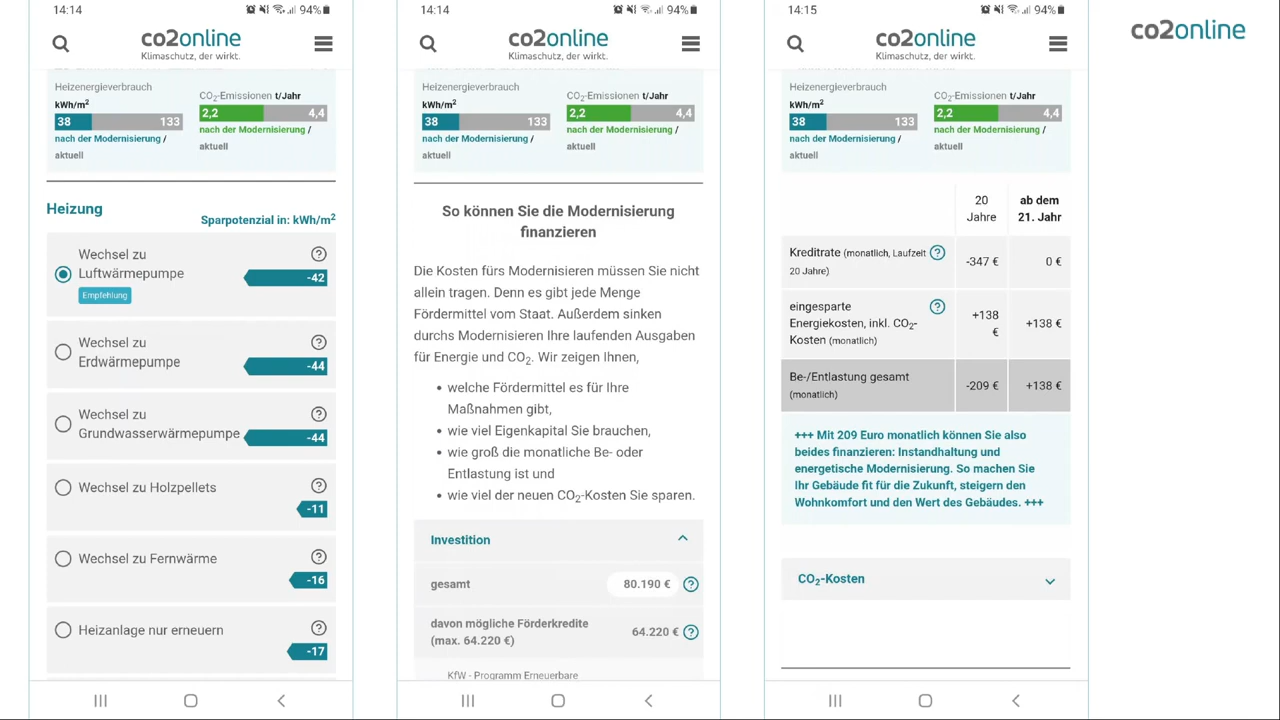 14:14
94%
co2online
Klimaschutz, der wirkt.
Heizenergieverbrauch
kWh/m²
38 133
nach der Modernisierung /
aktuell
CO₂-Emissionen t/Jahr
2,2 4,4
nach der Modernisierung /
aktuell
Heizung
Sparpotenzial in: kWh/m²
Wechsel zu
Luftwärmepumpe
Empfehlung
-42
Wechsel zu
Erdwärmepumpe
-44
Wechsel zu
Grundwasserwärmepumpe
-44
Wechsel zu Holzpellets
-11
Wechsel zu Fernwärme
-16
Heizanlage nur erneuern
-17
14:14
94%
co2online
Klimaschutz, der wirkt.
Heizenergieverbrauch
kWh/m²
38 133
nach der Modernisierung /
aktuell
CO₂-Emissionen t/Jahr
2,2 4,4
nach der Modernisierung /
aktuell
So können Sie die Modernisierung
finanzieren
Die Kosten fürs Modernisieren müssen Sie nicht
allein tragen. Denn es gibt jede Menge
Fördermittel vom Staat. Außerdem sinken
durchs Modernisieren Ihre laufenden Ausgaben
für Energie und CO₂. Wir zeigen Ihnen,
• welche Fördermittel es für Ihre
Maßnahmen gibt,
• wie viel Eigenkapital Sie brauchen,
• wie groß die monatliche Be- oder
Entlastung ist und
• wie viel der neuen CO₂-Kosten Sie sparen.
Investition
gesamt 80.190 €
davon mögliche Förderkredite
(max. 64.220 €)
64.220 €
KfW - Programm Erneuerbare
14:15
94%
co2online
Klimaschutz, der wirkt.
Heizenergieverbrauch
kWh/m²
38 133
nach der Modernisierung /
aktuell
CO₂-Emissionen t/Jahr
2,2 4,4
nach der Modernisierung /
aktuell
20
Jahre
ab dem
21. Jahr
Kreditrate (monatlich, Laufzeit
20 Jahre)
-347 € 0 €
eingesparte
Energiekosten, inkl. CO₂-
Kosten (monatlich)
+138
€
+138 €
Be-/Entlastung gesamt
(monatlich)
-209 € +138 €
+++ Mit 209 Euro monatlich können Sie also
beides finanzieren: Instandhaltung und
energetische Modernisierung. So machen Sie
Ihr Gebäude fit für die Zukunft, steigern den
Wohnkomfort und den Wert des Gebäudes. +++
CO₂-Kosten
co2online